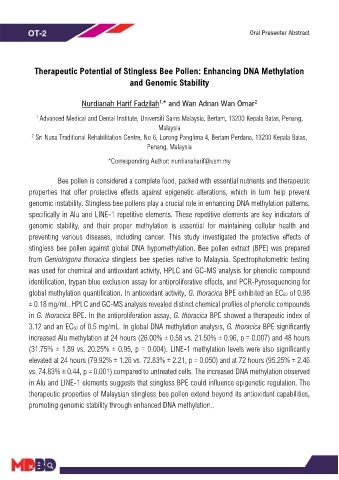 OT-2
Oral Presenter Abstract
Therapeutic Potential of Stingless Bee Pollen: Enhancing DNA Methylation
and Genomic Stability
Nurdianah Harif Fadzilah¹,* and Wan Adnan Wan Omar²
¹ Advanced Medical and Dental Institute, Universiti Sains Malaysia, Bertam, 13200 Kepala Batas, Penang,
Malaysia
² Sri Nusa Traditional Rehabilitation Centre, No 6, Lorong Panglima 4, Bertam Perdana, 13200 Kepala Batas,
Penang, Malaysia
*Corresponding Author: nurdianaharif@usm.my
Bee pollen is considered a complete food, packed with essential nutrients and therapeutic
properties that offer protective effects against epigenetic alterations, which in turn help prevent
genomic instability. Stingless bee pollens play a crucial role in enhancing DNA methylation patterns,
specifically in Alu and LINE-1 repetitive elements. These repetitive elements are key indicators of
genomic stability, and their proper methylation is essential for maintaining cellular health and
preventing various diseases, including cancer. This study investigated the protective effects of
stingless bee pollen against global DNA hypomethylation. Bee pollen extract (BPE) was prepared
from Geniotrigona thoracica stingless bee species native to Malaysia. Spectrophotometric testing
was used for chemical and antioxidant activity, HPLC and GC-MS analysis for phenolic compound
identification, trypan blue exclusion assay for antiproliferative effects, and PCR-Pyrosequencing for
global methylation quantification. In antioxidant activity, G. thoracica BPE exhibited an EC₅₀ of 0.98
± 0.18 mg/mL. HPLC and GC-MS analysis revealed distinct chemical profiles of phenolic compounds
in G. thoracica BPE. In the antiproliferation assay, G. thoracica BPE showed a therapeutic index of
3.12 and an EC₅₀ of 0.5 mg/mL. In global DNA methylation analysis, G. thoracica BPE significantly
increased Alu methylation at 24 hours (26.00% ± 0.58 vs. 21.50% ± 0.96, p = 0.007) and 48 hours
(31.75% ± 1.89 vs. 20.25% ± 0.95, p = 0.004). LINE-1 methylation levels were also significantly
elevated at 24 hours (79.92% ± 1.26 vs. 72.83% ± 2.21, p = 0.050) and at 72 hours (95.25% ± 2.46
vs. 74.83% ± 0.44, p = 0.001) compared to untreated cells. The increased DNA methylation observed
in Alu and LINE-1 elements suggests that stingless BPE could influence epigenetic regulation. The
therapeutic properties of Malaysian stingless bee pollen extend beyond its antioxidant capabilities,
promoting genomic stability through enhanced DNA methylation..